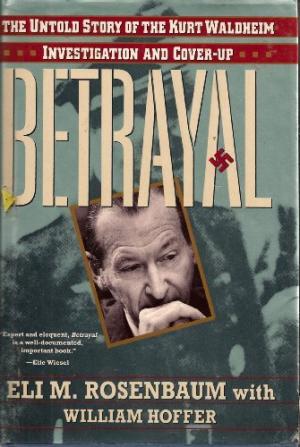 THE UNTOLD STORY OF THE KURT WALDHEIM
INVESTIGATION AND COVER-UP
BETRAYAL
"Expert and eloquent, Betrayal
is a well-documented,
important book."
—Elie Wiesel
ELI M. ROSENBAUM with
WILLIAM HOFFER